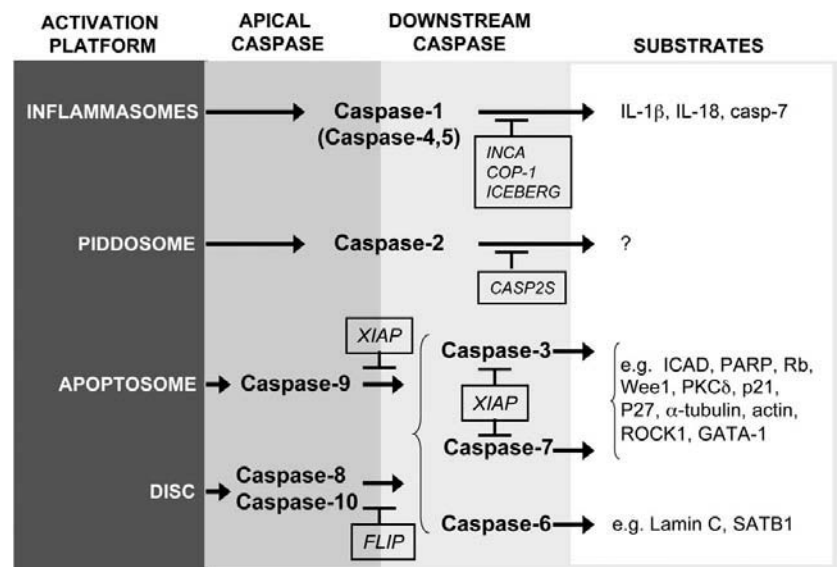 ACTIVATION PLATFORM
APICAL CASPASE
DOWNSTREAM CASPASE
SUBSTRATES
INFLAMMASOMES
Caspase-1
(Caspase-4,5)
INCA
COP-1
ICEBERG
IL-1β, IL-18, casp-7
PIDDOSOME
Caspase-2
CASP2S
?
APOPTOSOME
Caspase-9
XIAP
Caspase-3
XIAP
Caspase-7
e.g. ICAD, PARP, Rb,
Wee1, PKCδ, p21,
P27, α-tubulin, actin,
ROCK1, GATA-1
DISC
Caspase-8
Caspase-10
FLIP
Caspase-6
e.g. Lamin C, SATB1